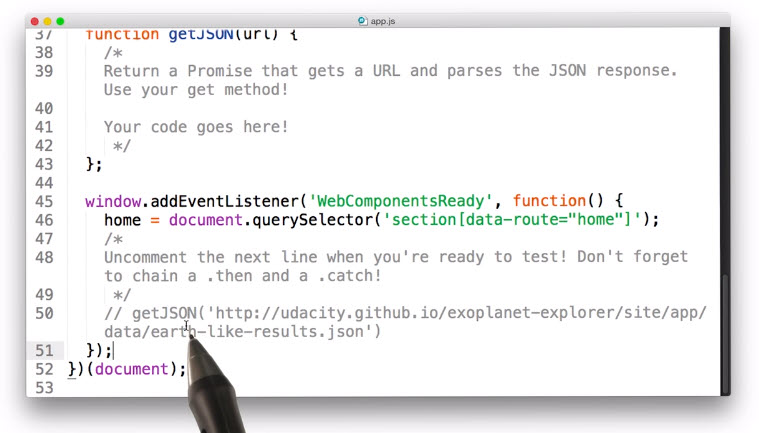 app.js
37 function getJSON(url) {
38 /*
39 Return a Promise that gets a URL and parses the JSON response.
Use your get method!
40
41 Your code goes here!
42 */
43 };
44
45 window.addEventListener('WebComponentsReady', function() {
46 home = document.querySelector('section[data-route="home"]');
47 /*
48 Uncomment the next line when you're ready to test! Don't forget
to chain a .then and a .catch!
49 */
50 // getJSON('http://udacity.github.io/exoplanet-explorer/site/app/
data/earth-like-results.json')
51 });
52 })(document);
53